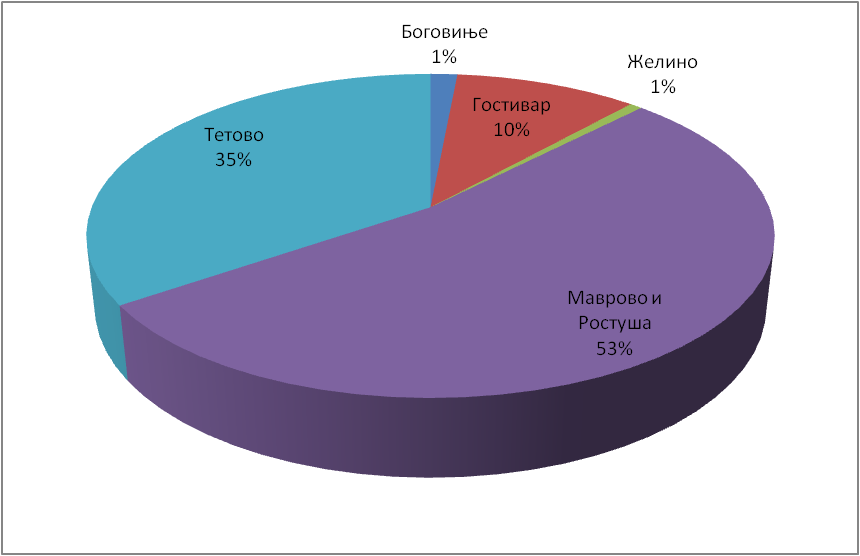 Боговиње
1%
Желино
1%
Гостивар
10%
Тетово
35%
Маврово и
Ростуша
53%